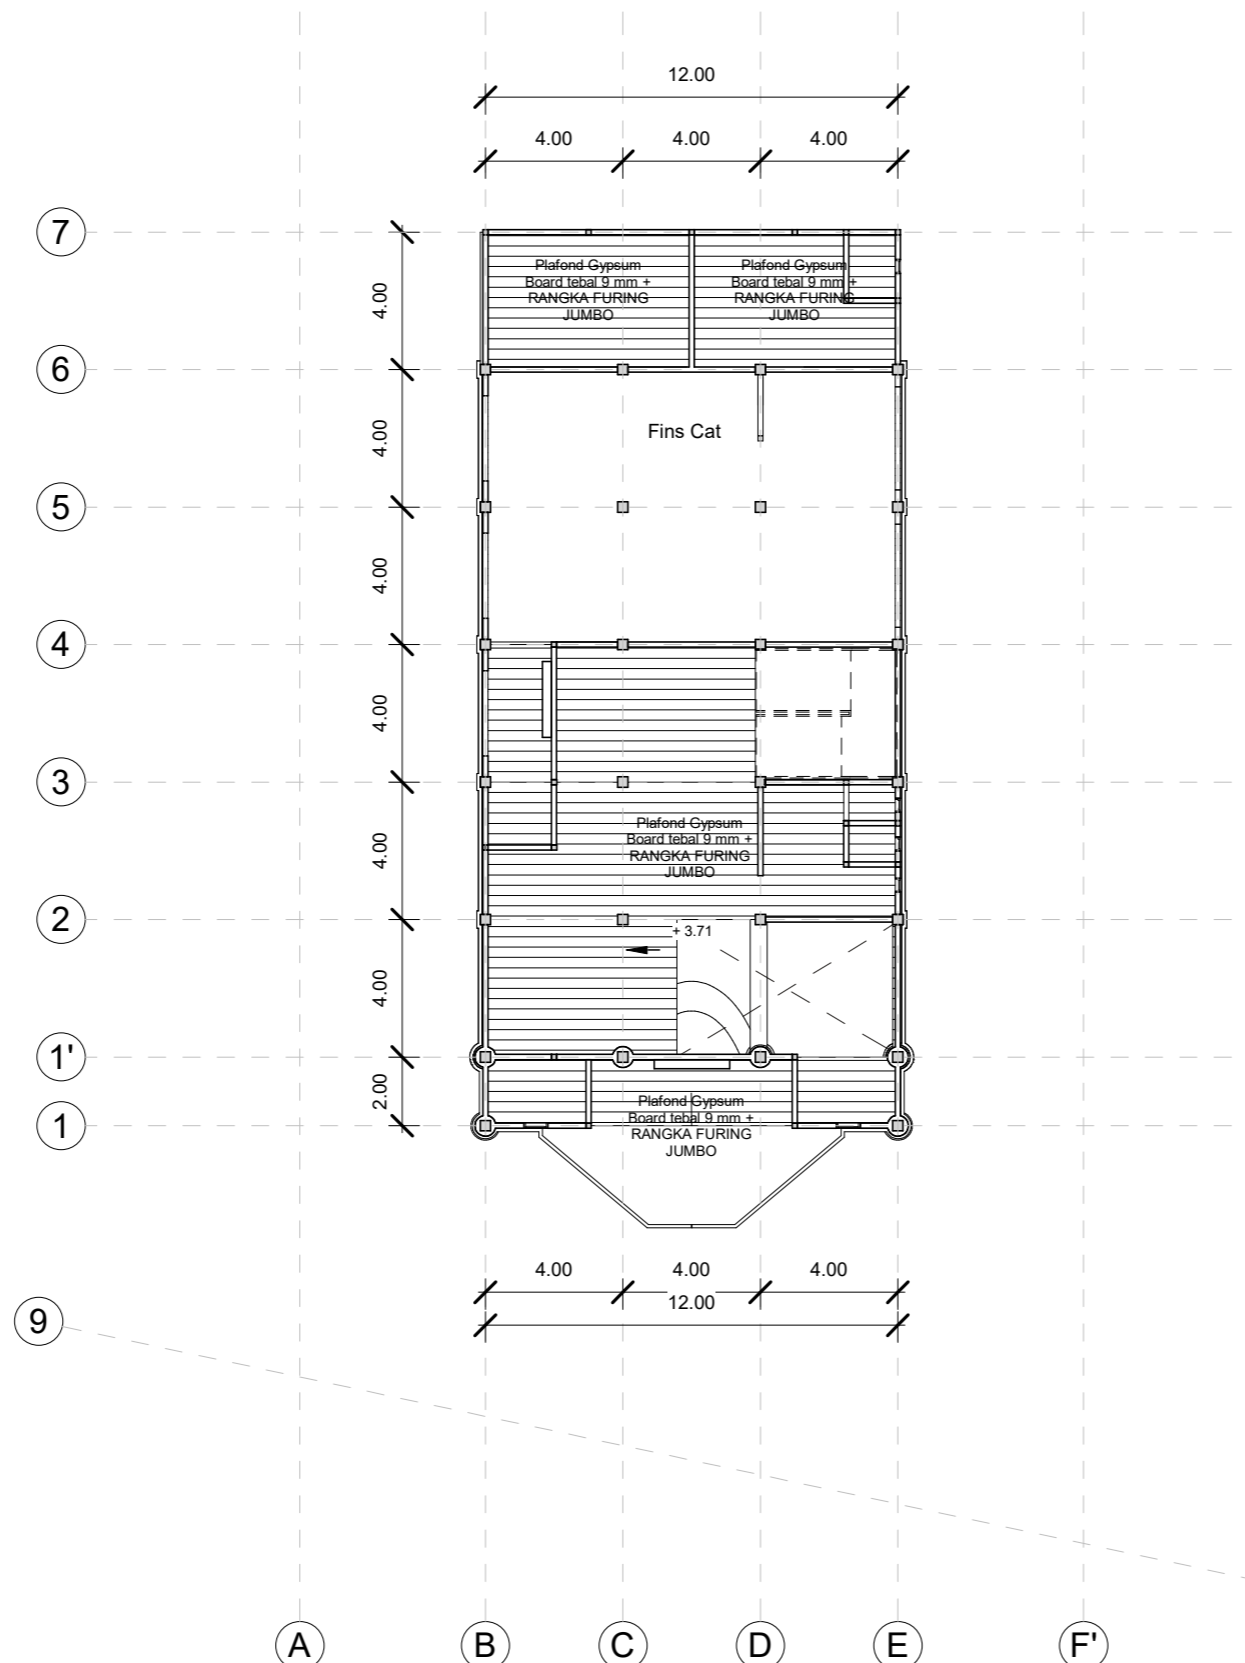 12.00
4.00 4.00 4.00
7
Plafond Gypsum
Board tebal 9 mm +
RANGKA FURING
JUMBO
Plafond Gypsum
Board tebal 9 mm +
RANGKA FURING
JUMBO
4.00
6
4.00
Fins Cat
5
4.00
4
4.00
3
4.00
Plafond Gypsum
Board tebal 9 mm +
RANGKA FURING
JUMBO
2
+ 3.71
4.00
1'
2.00
1
Plafond Gypsum
Board tebal 9 mm +
RANGKA FURING
JUMBO
4.00 4.00 4.00
12.00
9
A B C D E F'